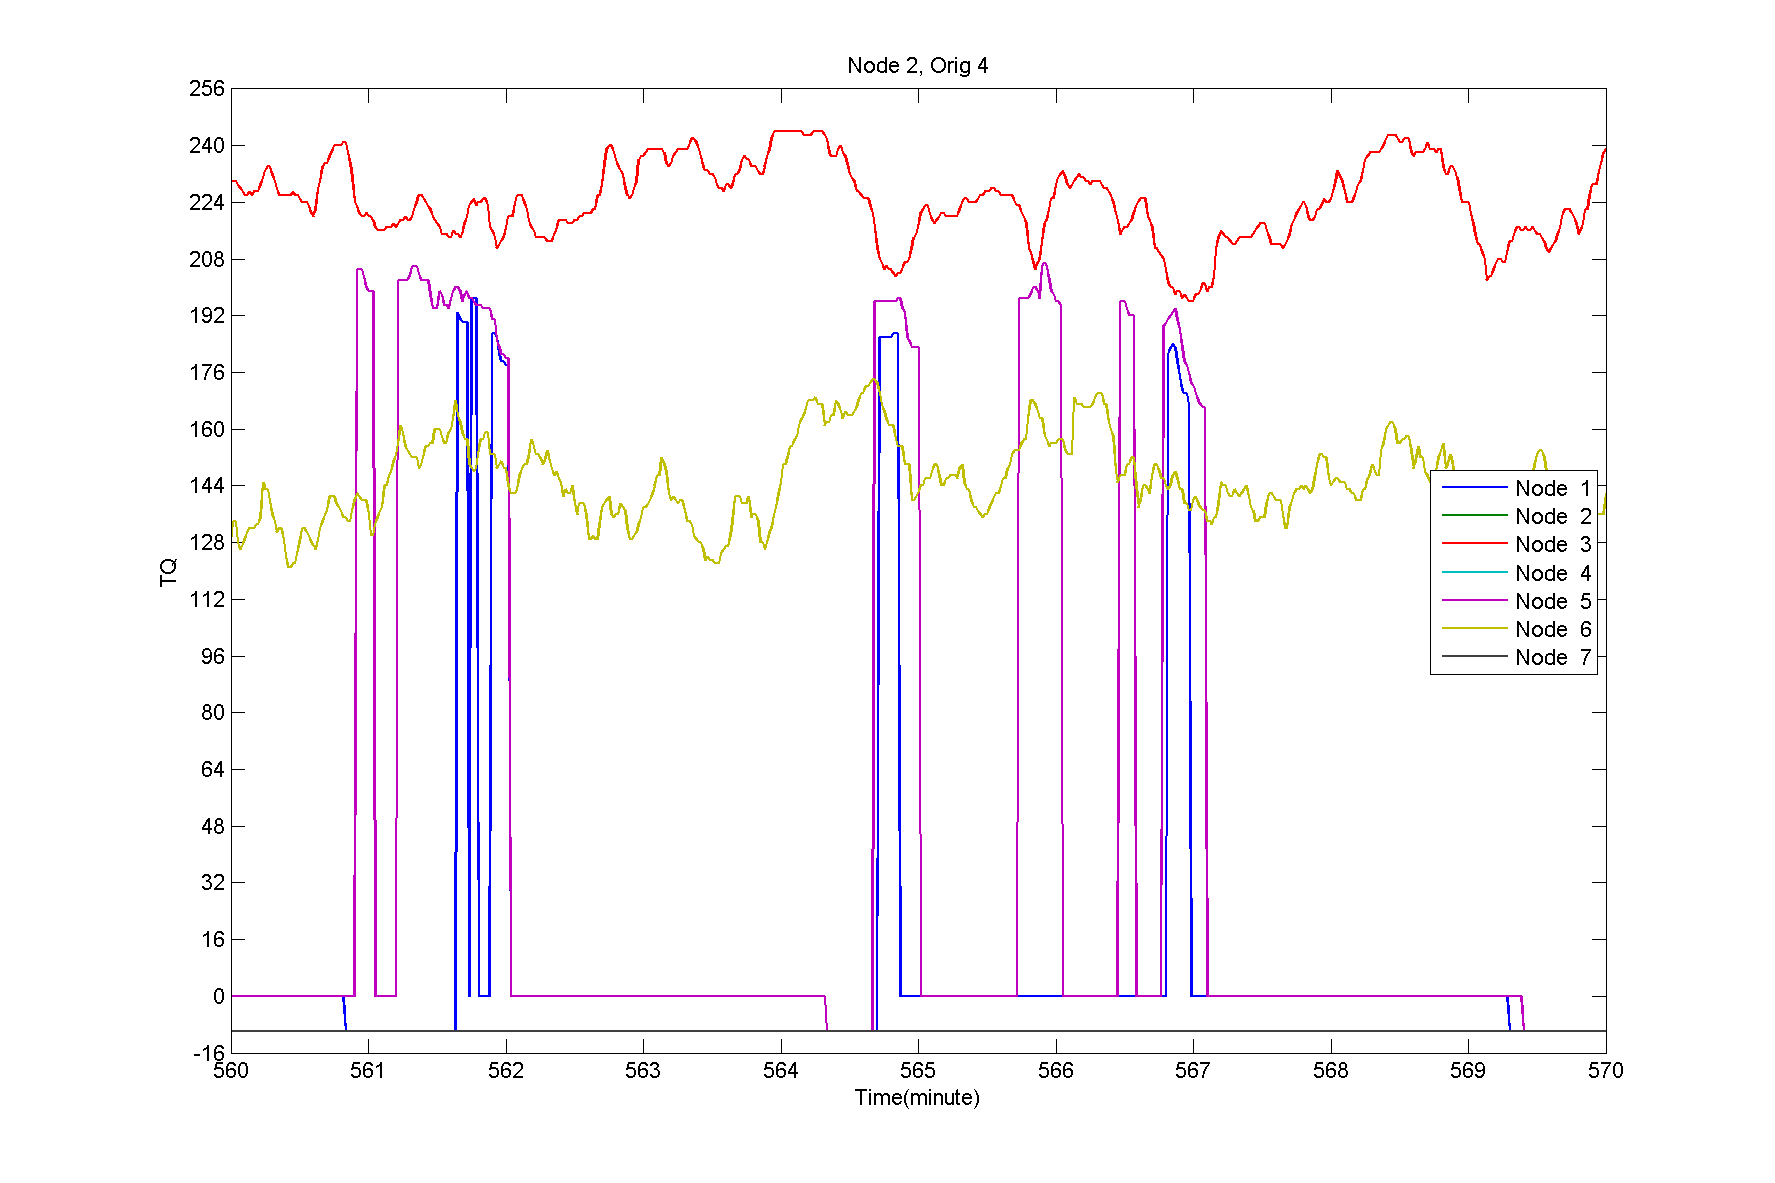 Node 2, Orig 4
256
240
224
208
192
176
160
144
128
112
96
80
64
48
32
16
0
-16
TQ
560 561 562 563 564 565 566 567 568 569 570
Time(minute)
Node 1
Node 2
Node 3
Node 4
Node 5
Node 6
Node 7